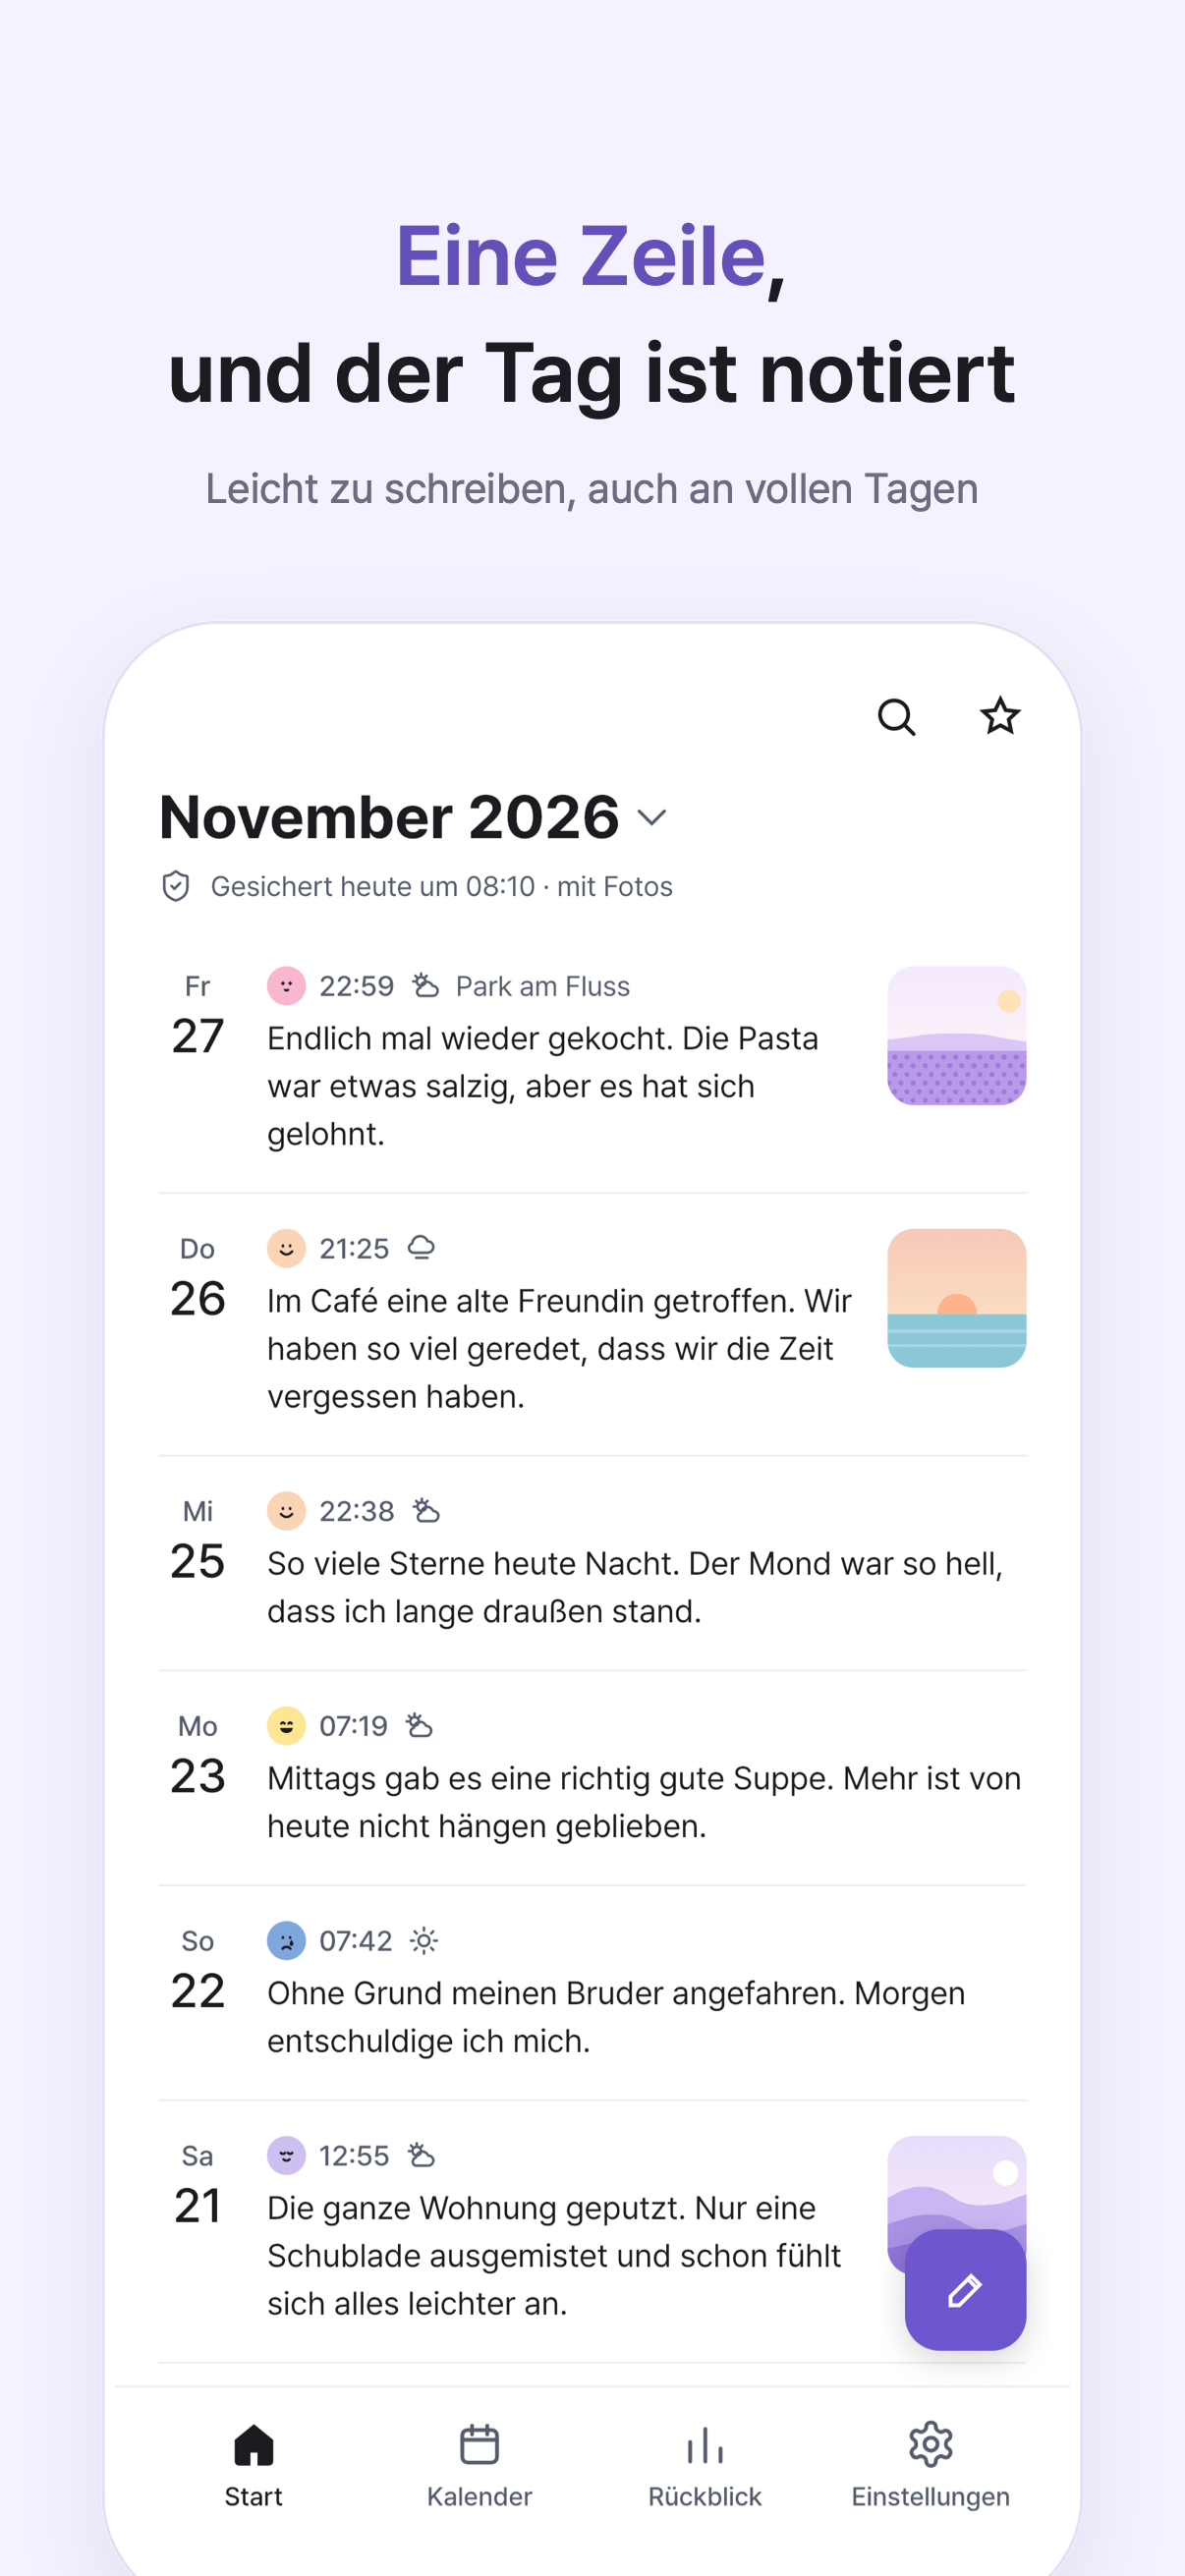 Eine Zeile,
und der Tag ist notiert
Leicht zu schreiben, auch an vollen Tagen
November 2026
Gesichert heute um 08:10 · mit Fotos
Fr
27
22:59 Park am Fluss
Endlich mal wieder gekocht. Die Pasta
war etwas salzig, aber es hat sich
gelohnt.
Do
26
21:25
Im Café eine alte Freundin getroffen. Wir
haben so viel geredet, dass wir die Zeit
vergessen haben.
Mi
25
22:38
So viele Sterne heute Nacht. Der Mond war so hell,
dass ich lange draußen stand.
Mo
23
07:19
Mittags gab es eine richtig gute Suppe. Mehr ist von
heute nicht hängen geblieben.
So
22
07:42
Ohne Grund meinen Bruder angefahren. Morgen
entschuldige ich mich.
Sa
21
12:55
Die ganze Wohnung geputzt. Nur eine
Schublade ausgemistet und schon fühlt
sich alles leichter an.
Start
Kalender
Rückblick
Einstellungen